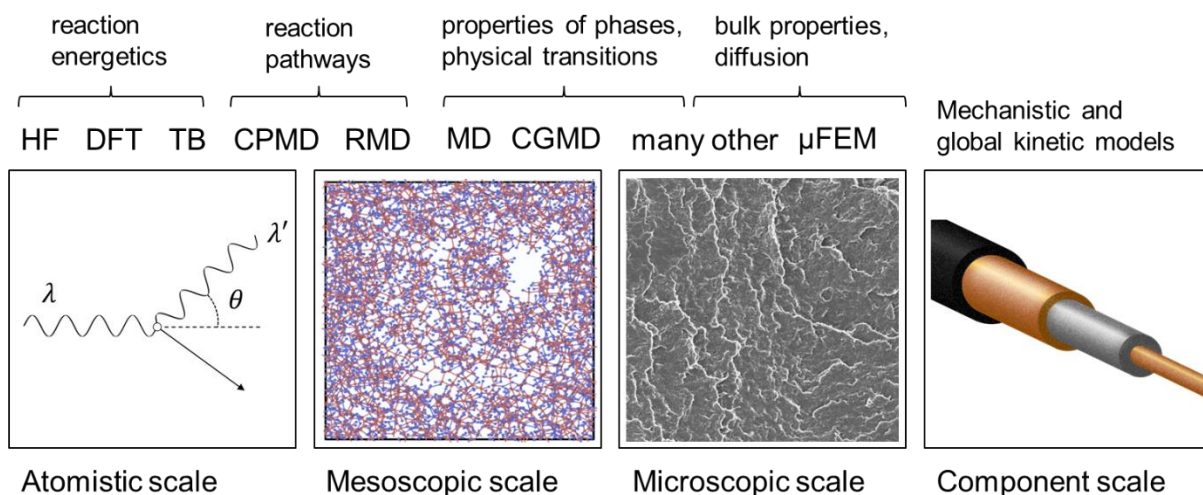 reaction
energetics
reaction
pathways
properties of phases,
physical transitions
bulk properties,
diffusion
Mechanistic and
global kinetic models
HF DFT TB CPMD RMD MD CGMD many other μFEM
λ
λ′
θ
Atomistic scale
Mesoscopic scale
Microscopic scale
Component scale